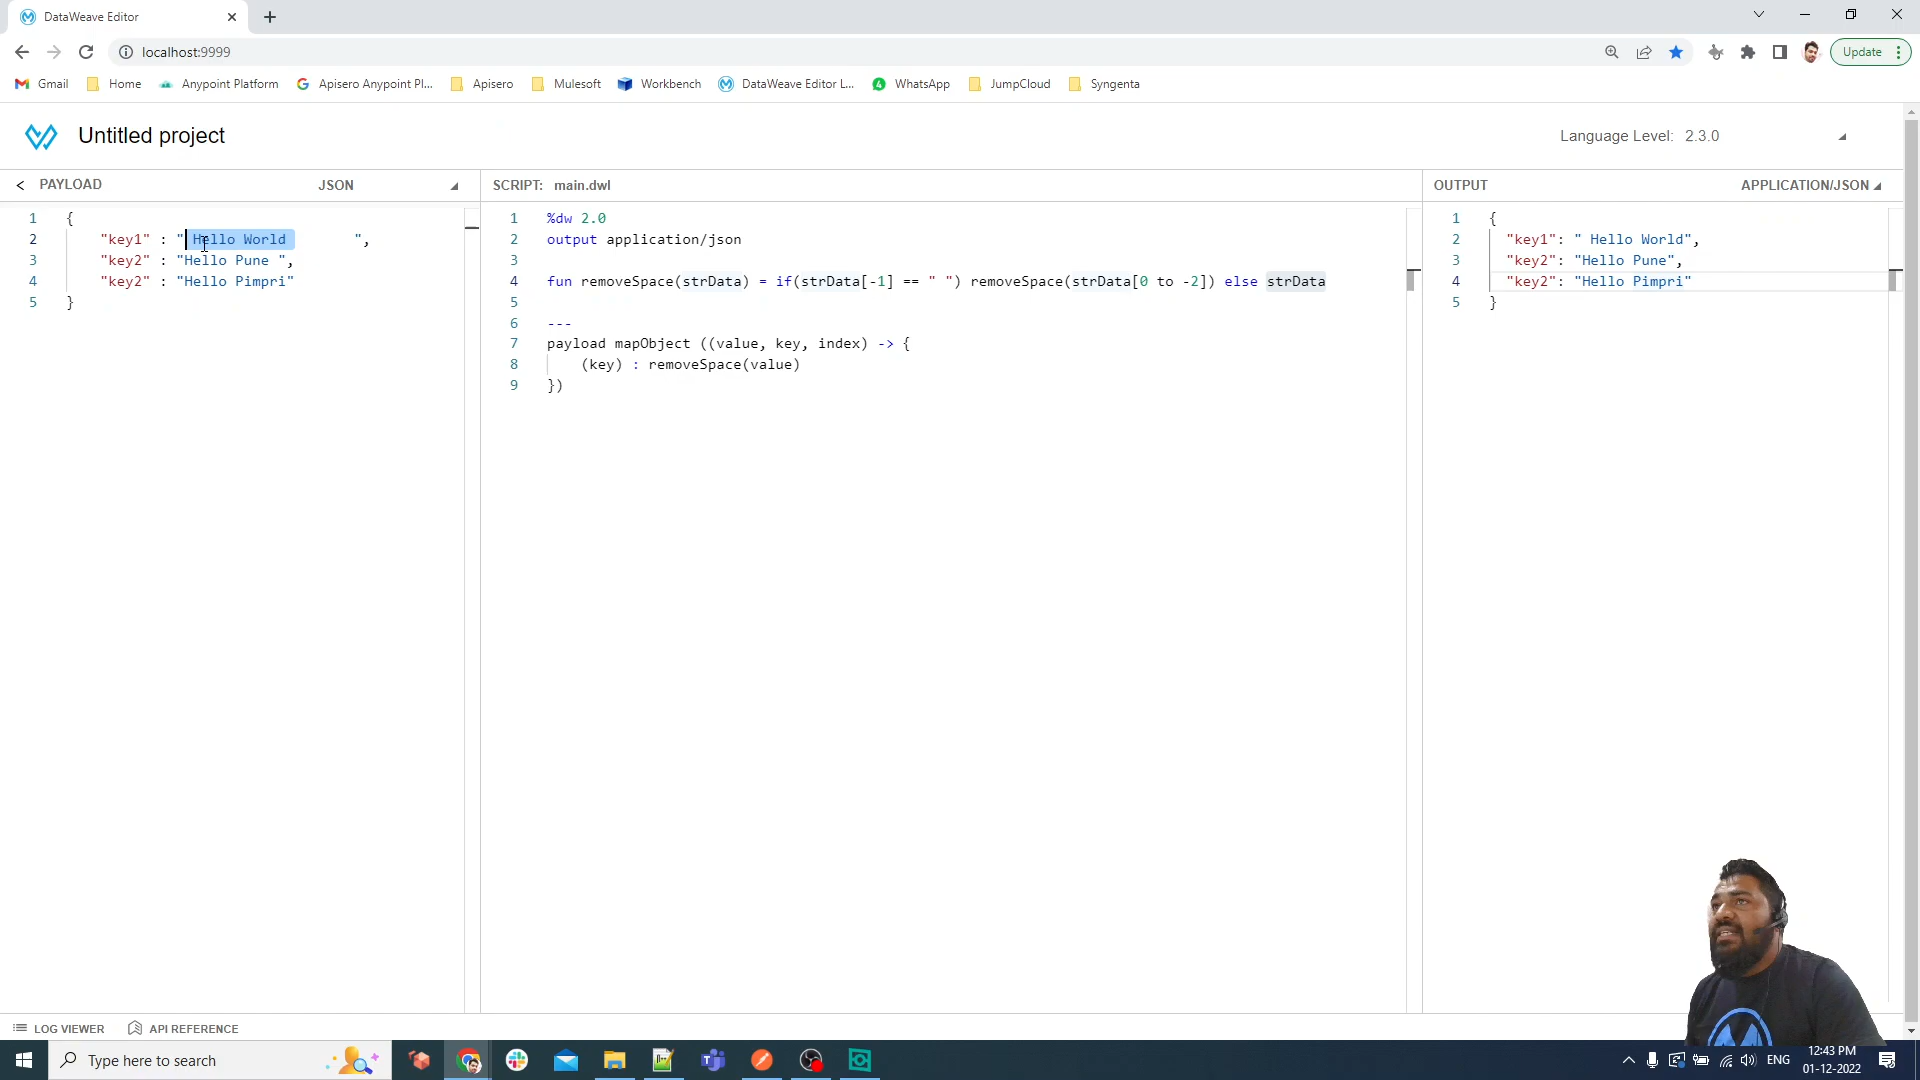 DataWeave Editor
localhost:9999
Update
Gmail Home Anypoint Platform Apisero Anypoint Pl... Apisero Mulesoft Workbench DataWeave Editor L... WhatsApp JumpCloud Syngenta
Untitled project
Language Level: 2.3.0
PAYLOAD JSON
1 {
2 "key1" : " Hello World        ",
3 "key2" : "Hello Pune ",
4 "key2" : "Hello Pimpri"
5 }
SCRIPT: main.dwl
1 %dw 2.0
2 output application/json
3
4 fun removeSpace(strData) = if(strData[-1] == " ") removeSpace(strData[0 to -2]) else strData
5
6 ---
7 payload mapObject ((value, key, index) -> {
8 (key) : removeSpace(value)
9 })
OUTPUT APPLICATION/JSON
1 {
2 "key1": " Hello World",
3 "key2": "Hello Pune",
4 "key2": "Hello Pimpri"
5 }
LOG VIEWER API REFERENCE
Type here to search
ENG
12:43 PM
01-12-2022